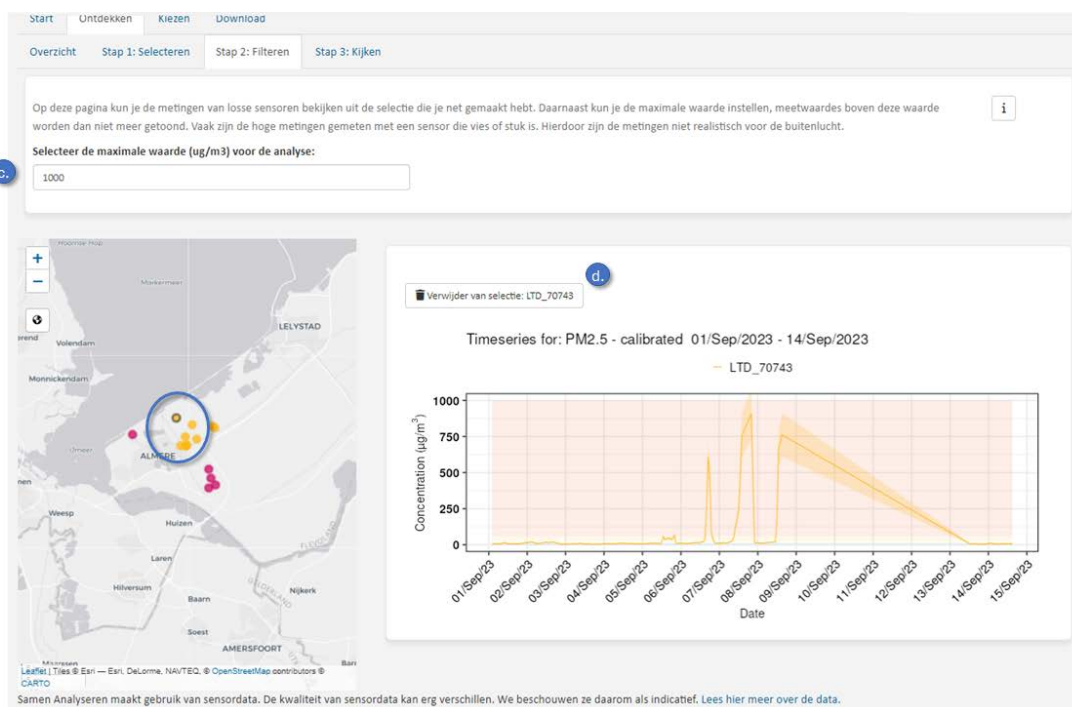 Start Ontdekken Kiezen Download
Overzicht Stap 1: Selecteren Stap 2: Filteren Stap 3: Kijken
Op deze pagina kun je de metingen van losse sensoren bekijken uit de selectie die je net gemaakt hebt. Daarnaast kun je de maximale waarde instellen, meetwaardes boven deze waarde
worden dan niet meer getoond. Vaak zijn de hoge metingen gemeten met een sensor die vies of stuk is. Hierdoor zijn de metingen niet realistisch voor de buitenlucht.
i
Selecteer de maximale waarde (ug/m3) voor de analyse:
c.
1000
+
−
Markermeer
LELYSTAD
Volendam
Monnickendam
ALMERE
Weesp
Huizen
FLEVOLAND
Laren
GELDERLAND
Hilversum
Nijkerk
Baarn
Soest
AMERSFOORT
Maarssen
Leaflet | Tiles © Esri — Esri, DeLorme, NAVTEQ, © OpenStreetMap contributors ©
CARTO
d.
Verwijder van selectie: LTD_70743
Timeseries for: PM2.5 - calibrated 01/Sep/2023 - 14/Sep/2023
LTD_70743
Concentration (µg/m³)
1000
750
500
250
0
01/Sep/23 02/Sep/23 03/Sep/23 04/Sep/23 05/Sep/23 06/Sep/23 07/Sep/23 08/Sep/23 09/Sep/23 10/Sep/23 11/Sep/23 12/Sep/23 13/Sep/23 14/Sep/23 15/Sep/23
Date
Samen Analyseren maakt gebruik van sensordata. De kwaliteit van sensordata kan erg verschillen. We beschouwen ze daarom als indicatief. Lees hier meer over de data.